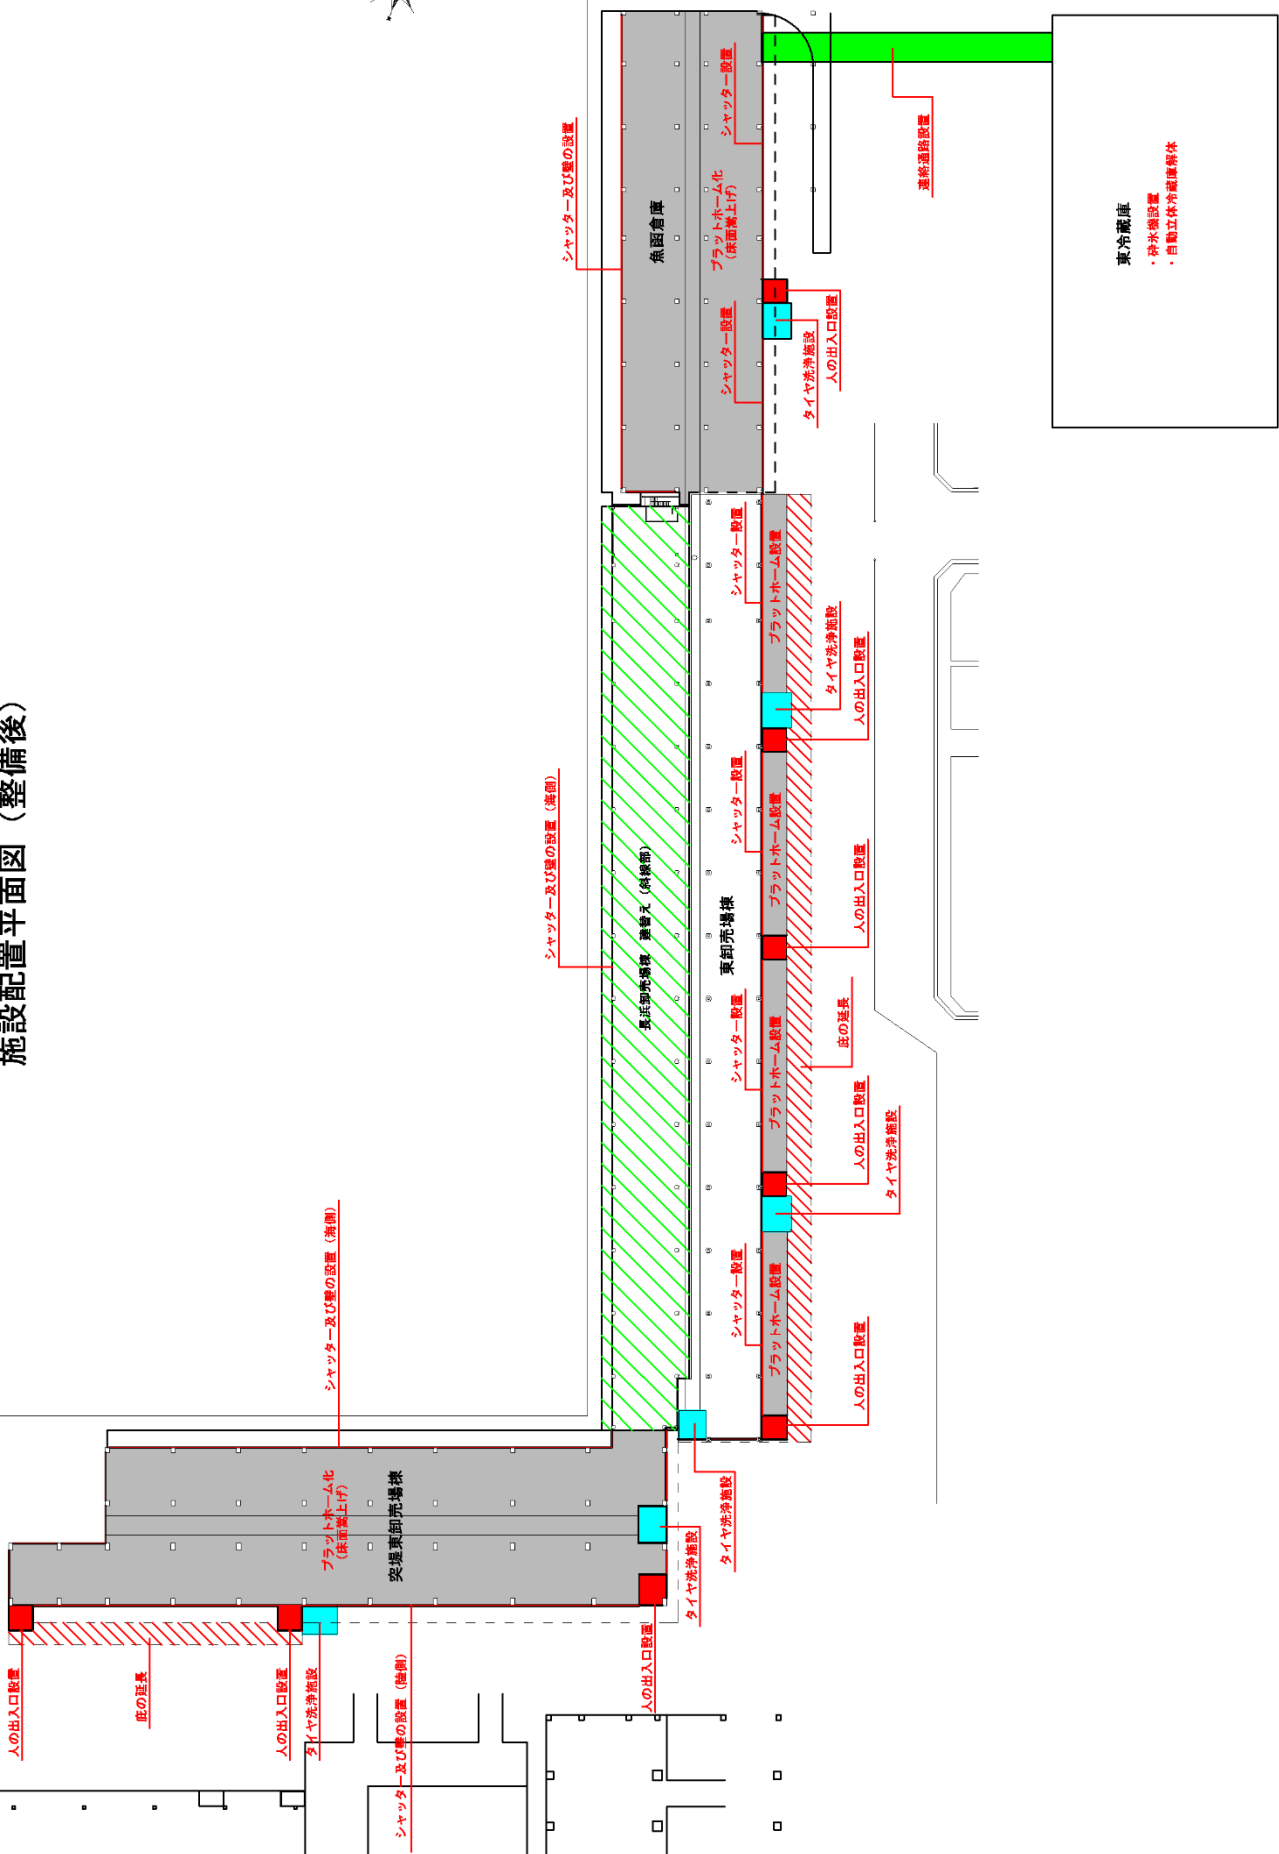 施設配置平面図（整備後）
人の出入口設置
庇の延長
人の出入口設置
タイヤ洗浄施設
シャッター及び壁の設置（陸側）
プラットホーム化
（床面嵩上げ）
突堤東卸売場棟
シャッター及び壁の設置（海側）
人の出入口設置
タイヤ洗浄施設
タイヤ洗浄施設
シャッター及び壁の設置（海側）
長浜卸売場棟　建替え（斜線部）
東卸売場棟
シャッター設置
プラットホーム設置
人の出入口設置
タイヤ洗浄施設
人の出入口設置
シャッター設置
プラットホーム設置
庇の延長
人の出入口設置
シャッター設置
プラットホーム設置
人の出入口設置
タイヤ洗浄施設
シャッター設置
プラットホーム設置
シャッター及び壁の設置
魚函倉庫
プラットホーム化
（床面嵩上げ）
シャッター設置
シャッター設置
タイヤ洗浄施設
人の出入口設置
連絡通路設置
東冷蔵庫
・砕氷機設置
・自動立体冷蔵庫解体